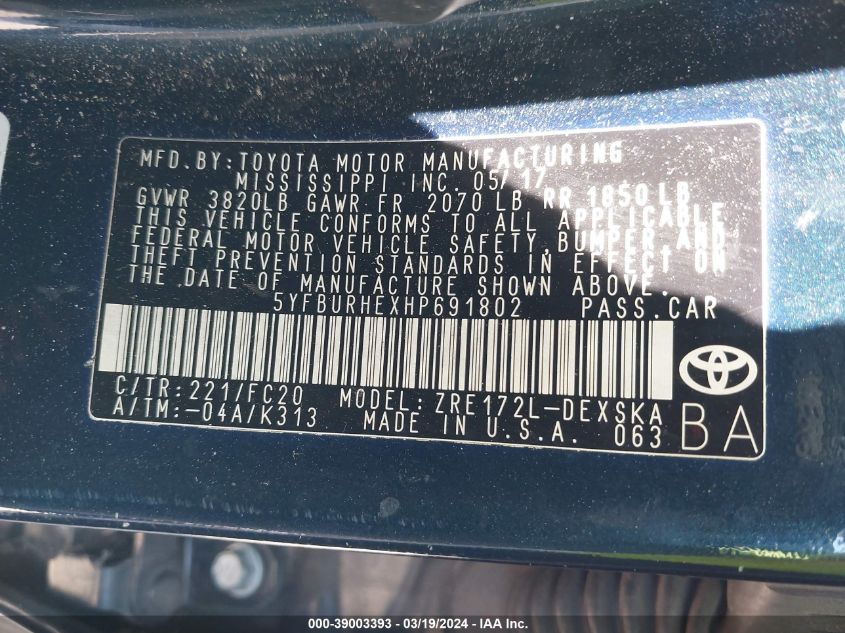 MFD.BY:TOYOTA MOTOR MANUFACTURING
MISSISSIPPI INC. 05/17
GVWR 3820LB GAWR FR 2070LB RR 1850LB
THIS VEHICLE CONFORMS TO ALL APPLICABLE
FEDERAL MOTOR VEHICLE SAFETY,BUMPER,AND
THEFT PREVENTION STANDARDS IN EFFECT ON
THE DATE OF MANUFACTURE SHOWN ABOVE.
5YFBURHEXHP691802 PASS.CAR
C/TR:221/FC20 MODEL:ZRE172L-DEXSKA
A/TM:-04A/K313 MADE IN U.S.A. 063
BA
000-39003393 - 03/19/2024 - IAA Inc.